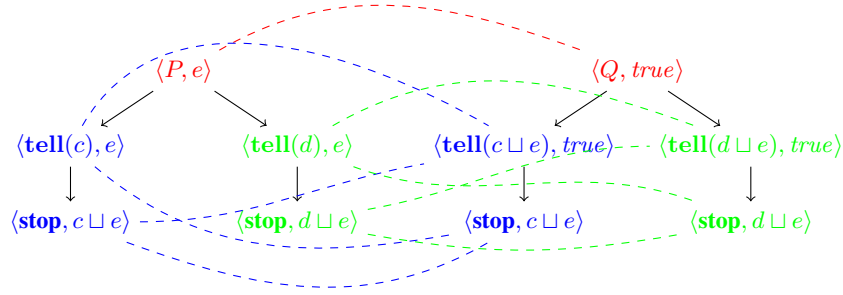 ⟨P, e⟩ ⟨Q, true⟩
⟨tell(c), e⟩ ⟨tell(d), e⟩ ⟨tell(c ⊔ e), true⟩ ⟨tell(d ⊔ e), true⟩
⟨stop, c ⊔ e⟩ ⟨stop, d ⊔ e⟩ ⟨stop, c ⊔ e⟩ ⟨stop, d ⊔ e⟩